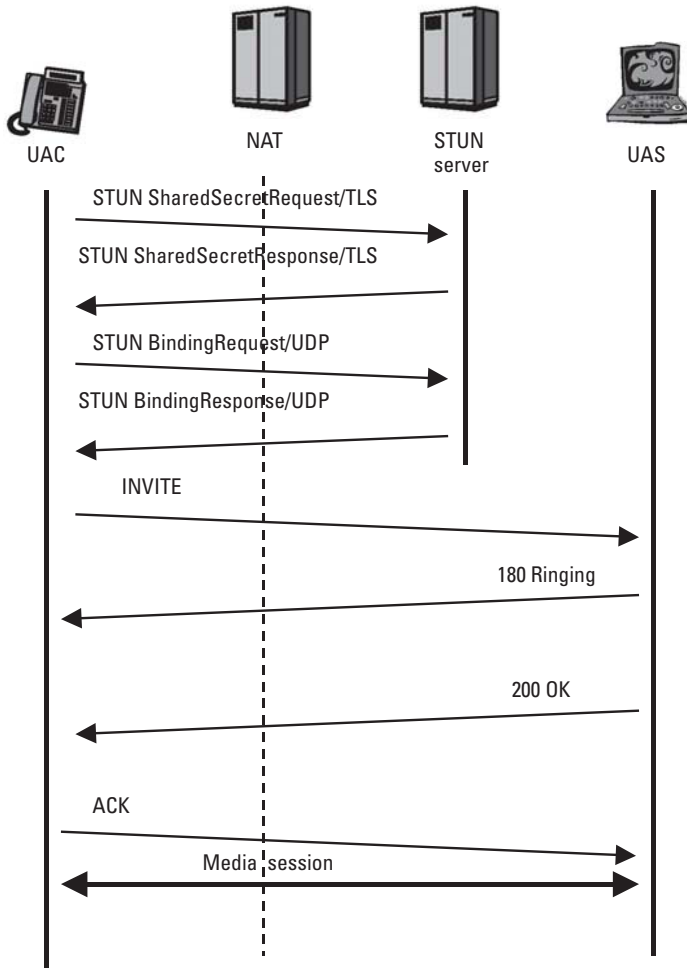 UAC
NAT
STUN
server
UAS
STUN SharedSecretRequest/TLS
STUN SharedSecretResponse/TLS
STUN BindingRequest/UDP
STUN BindingResponse/UDP
INVITE
180 Ringing
200 OK
ACK
Media session